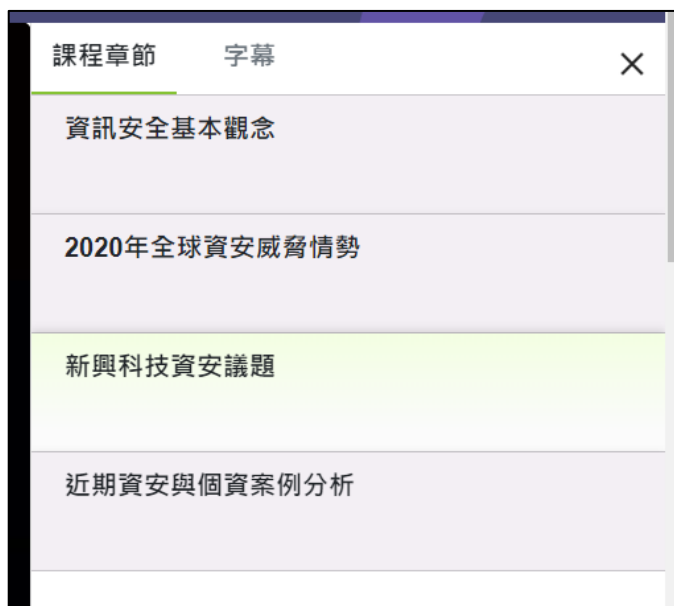 課程章節 字幕
資訊安全基本觀念
2020年全球資安威脅情勢
新興科技資安議題
近期資安與個資案例分析